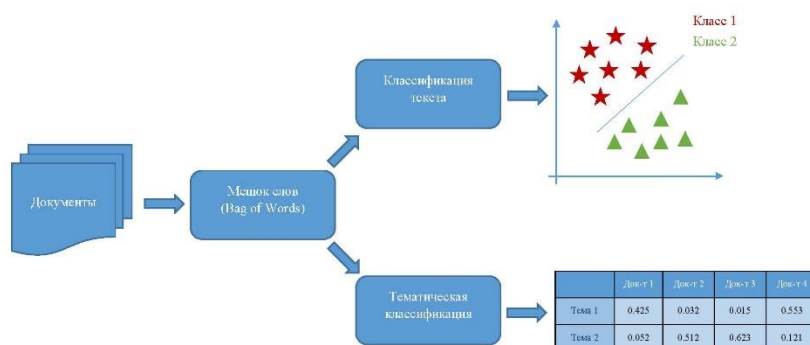 Класс 1
Класс 2
Классификация
текста
Документы
Мешок слов
(Bag of Words)
Тематическая
классификация
Док-т 1 Док-т 2 Док-т 3 Док-т 4
Тема 1 0.425 0.032 0.015 0.553
Тема 2 0.052 0.512 0.623 0.121